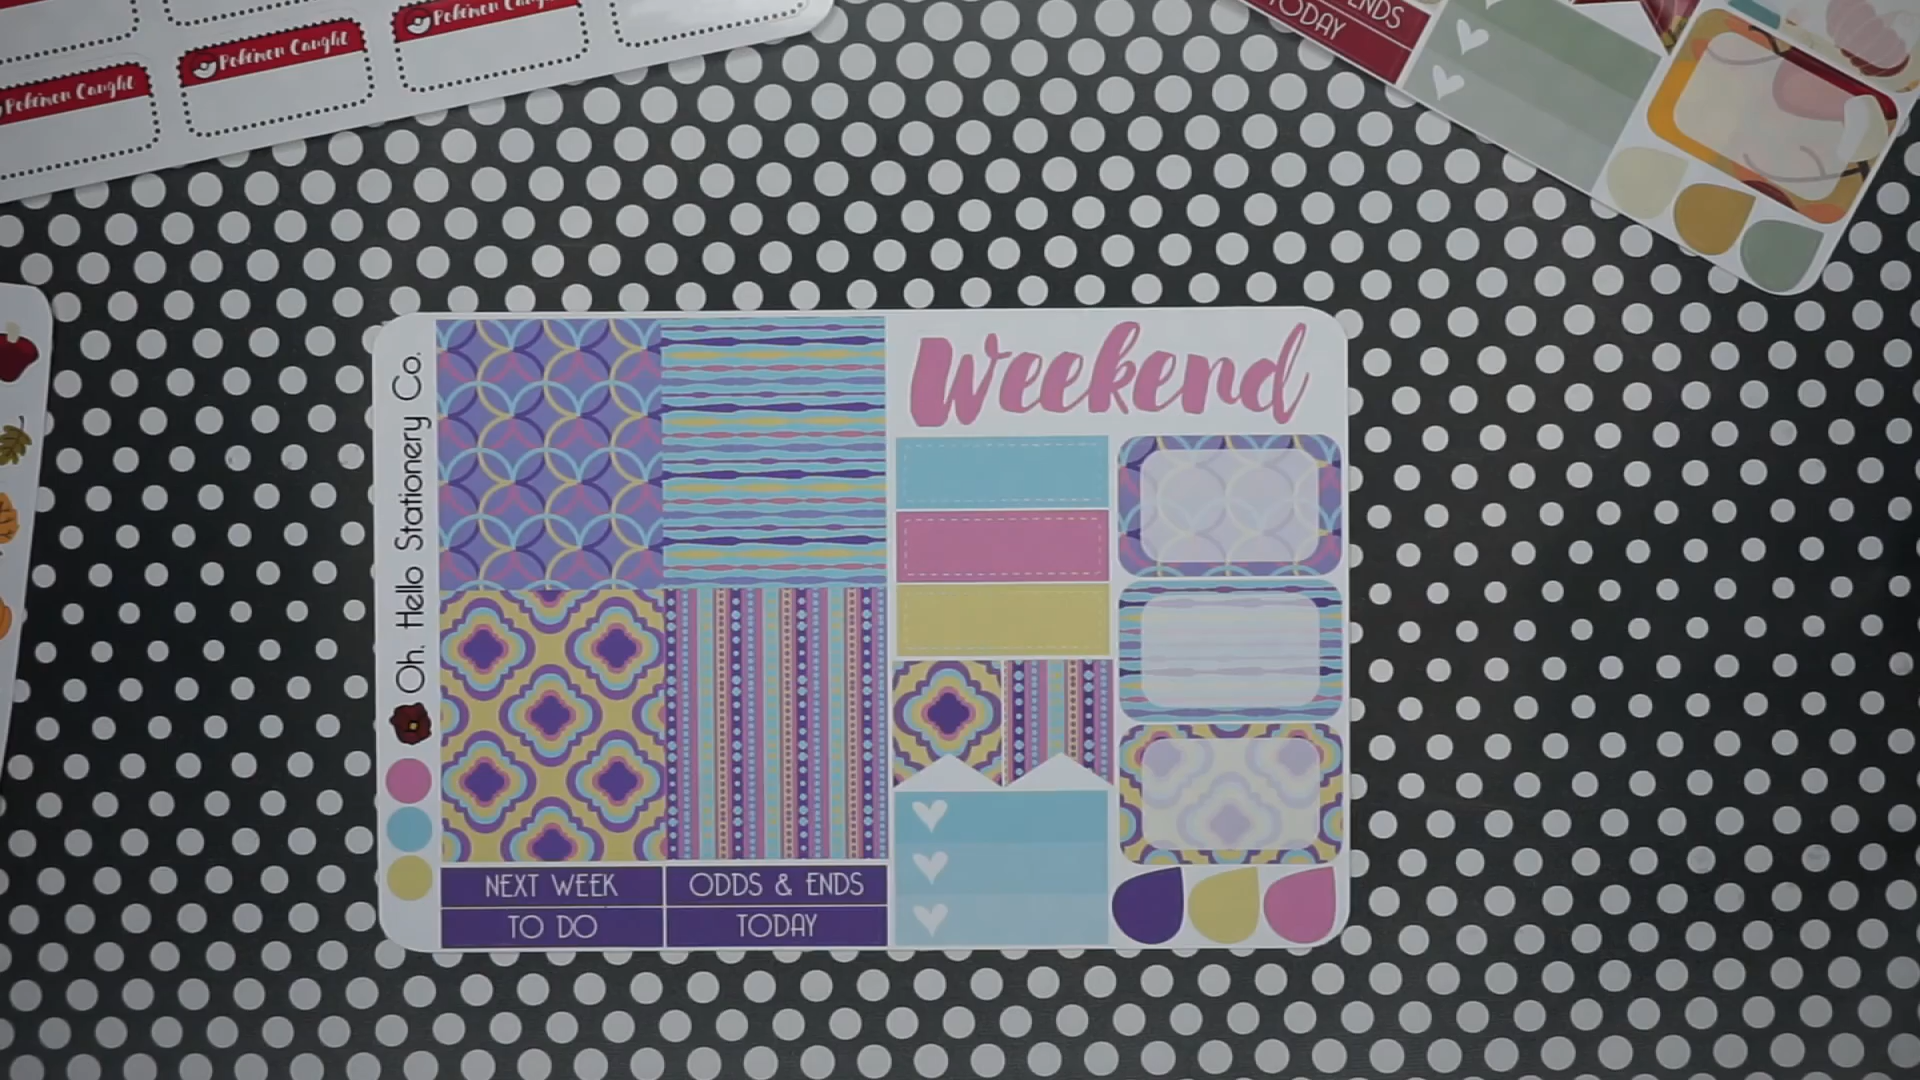 Pokémon Caught
Pokémon Caught
Pokémon Caught
ENDS
TODAY
Oh, Hello Stationery Co.
Weekend
NEXT WEEK
ODDS & ENDS
TO DO
TODAY